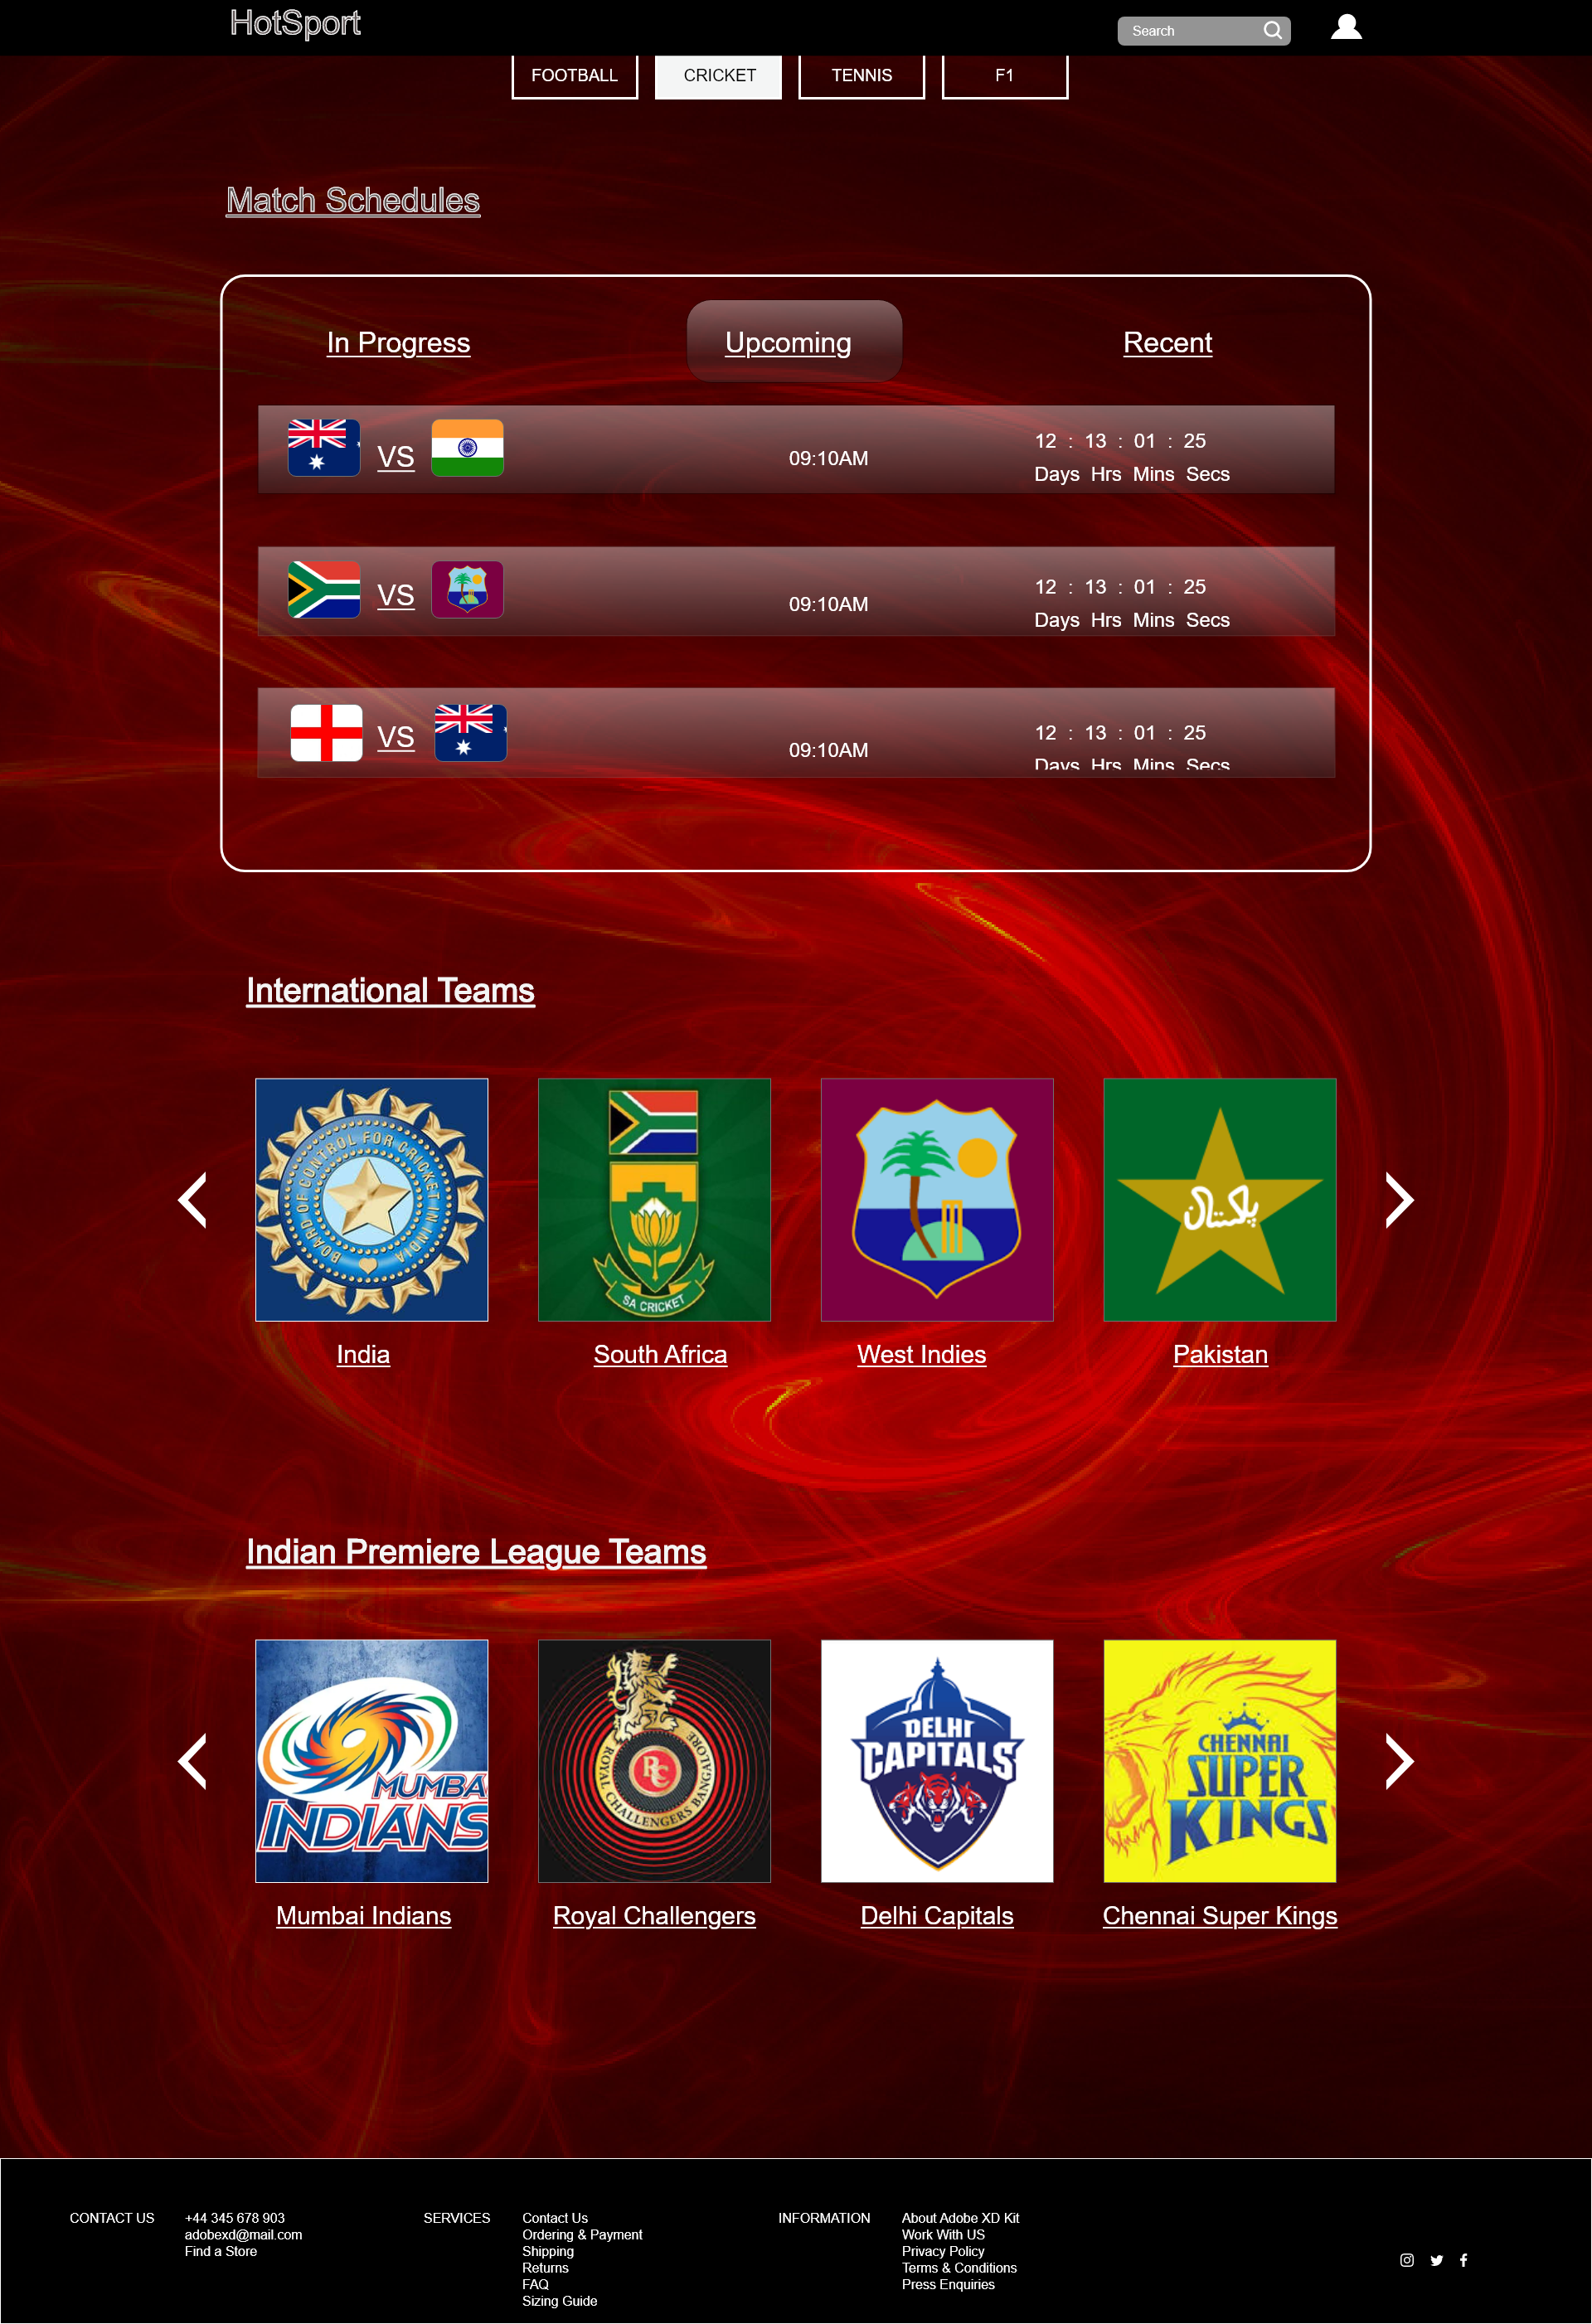 HotSport
Search
FOOTBALL
CRICKET
TENNIS
F1
Match Schedules
In Progress
Upcoming
Recent
VS
09:10AM
12 : 13 : 01 : 25
Days Hrs Mins Secs
VS
09:10AM
12 : 13 : 01 : 25
Days Hrs Mins Secs
VS
09:10AM
12 : 13 : 01 : 25
Days Hrs Mins Secs
International Teams
BOARD OF CONTROL FOR CRICKET IN INDIA
SA CRICKET
پاکستان
India
South Africa
West Indies
Pakistan
Indian Premiere League Teams
MUMBA
INDIANS
ROYAL CHALLENGERS BANGALORE
RC
DELHI
CAPITALS
CHENNAI
SUPER
KINGS
Mumbai Indians
Royal Challengers
Delhi Capitals
Chennai Super Kings
CONTACT US
+44 345 678 903
adobexd@mail.com
Find a Store
SERVICES
Contact Us
Ordering & Payment
Shipping
Returns
FAQ
Sizing Guide
INFORMATION
About Adobe XD Kit
Work With US
Privacy Policy
Terms & Conditions
Press Enquiries